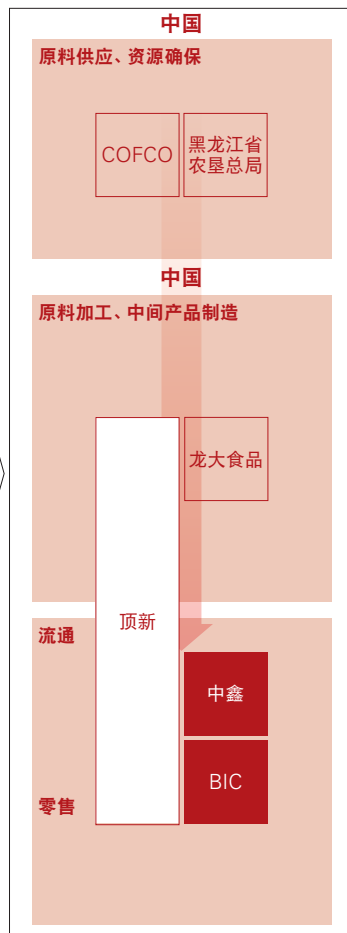 中国
原料供应、资源确保
COFCO
黑龙江省
农垦总局
中国
原料加工、中间产品制造
龙大食品
顶新
流通
中鑫
BIC
零售